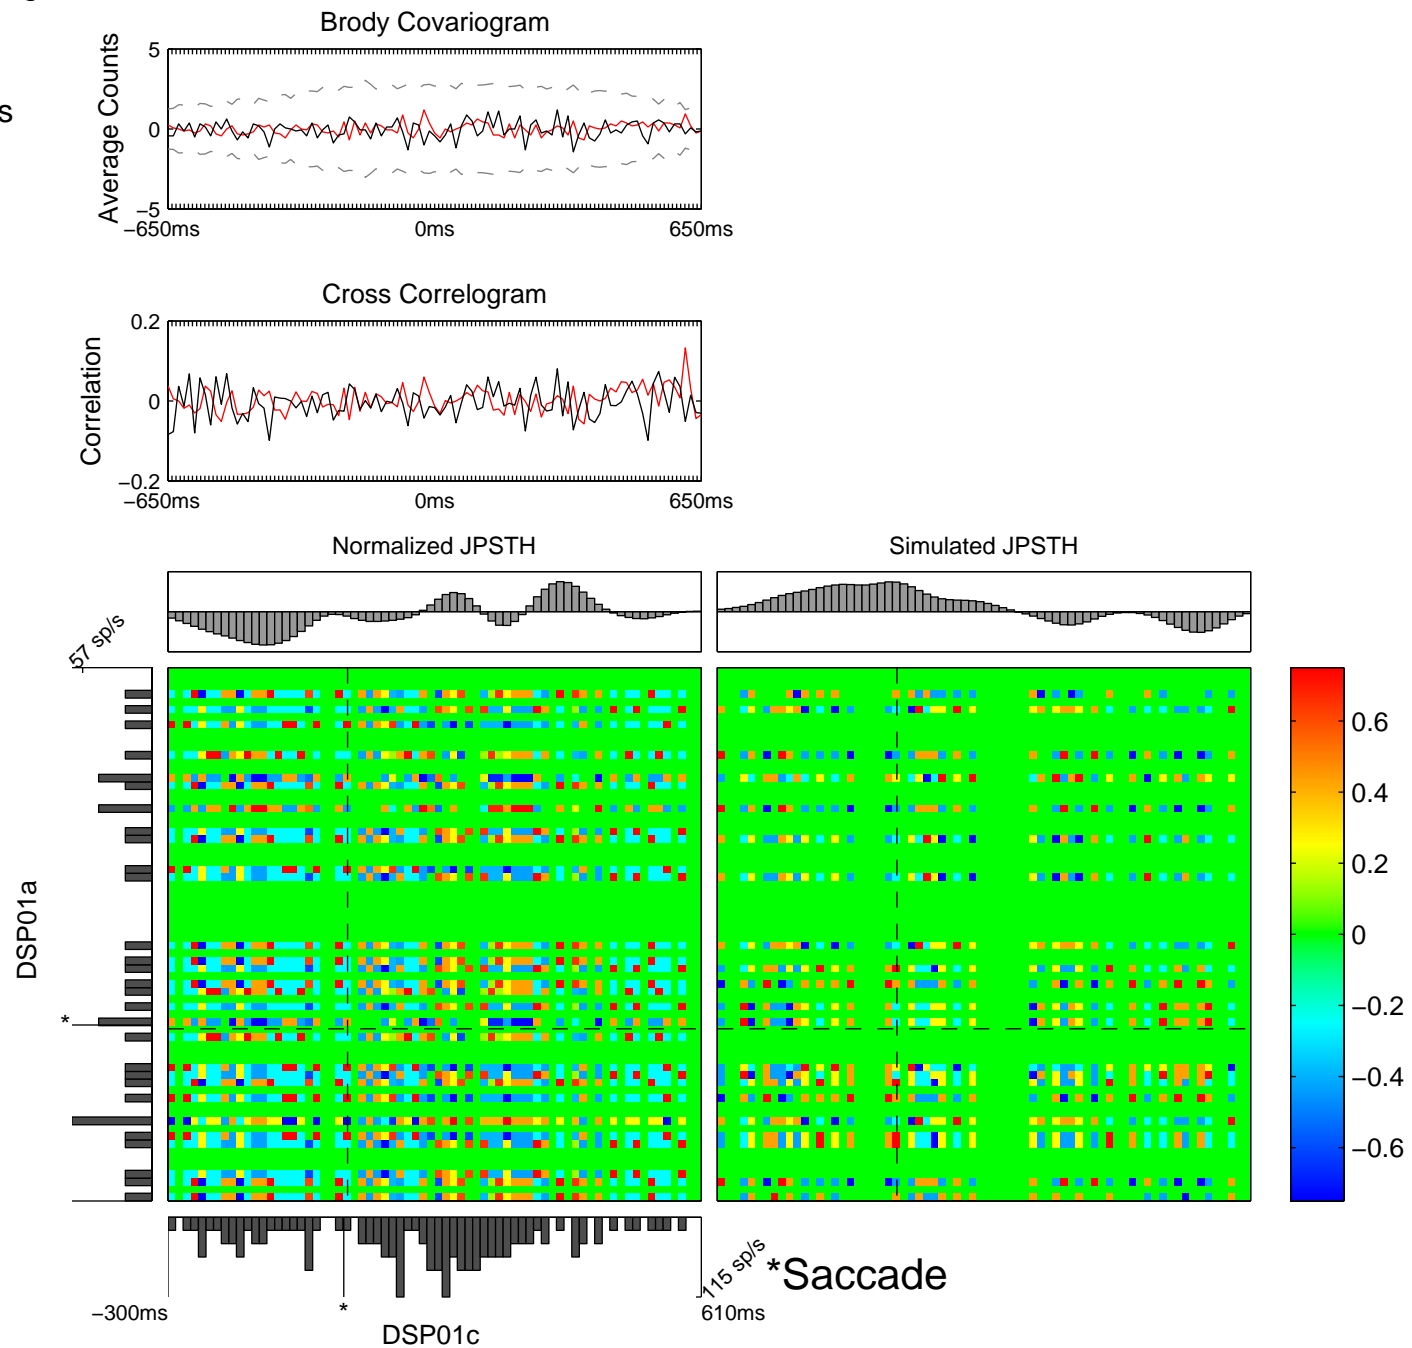 g
s
Brody Covariogram
Average Counts
5
0
−5
−650ms
0ms
650ms
Cross Correlogram
Correlation
0.2
0
−0.2
−650ms
0ms
650ms
Normalized JPSTH
Simulated JPSTH
57 sp/s
DSP01a
*
0.6
0.4
0.2
0
−0.2
−0.4
−0.6
115 sp/s
*Saccade
*
−300ms
610ms
DSP01c